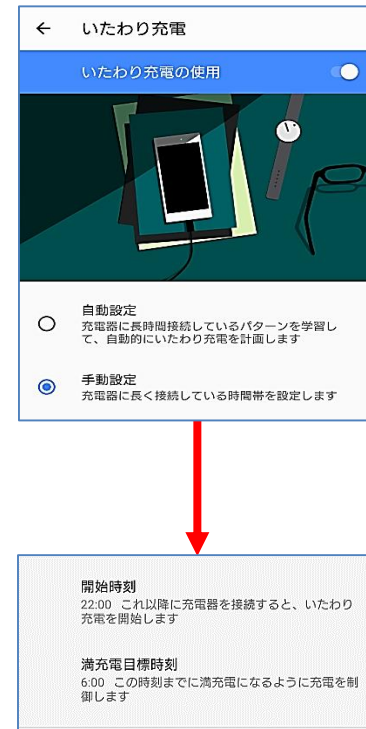 ← いたわり充電
いたわり充電の使用
自動設定
充電器に長時間接続しているパターンを学習し
て、自動的にいたわり充電を計画します
手動設定
充電器に長く接続している時間帯を設定します
開始時刻
22:00 これ以降に充電器を接続すると、いたわり
充電を開始します
満充電目標時刻
6:00 この時刻までに満充電になるように充電を制
御します